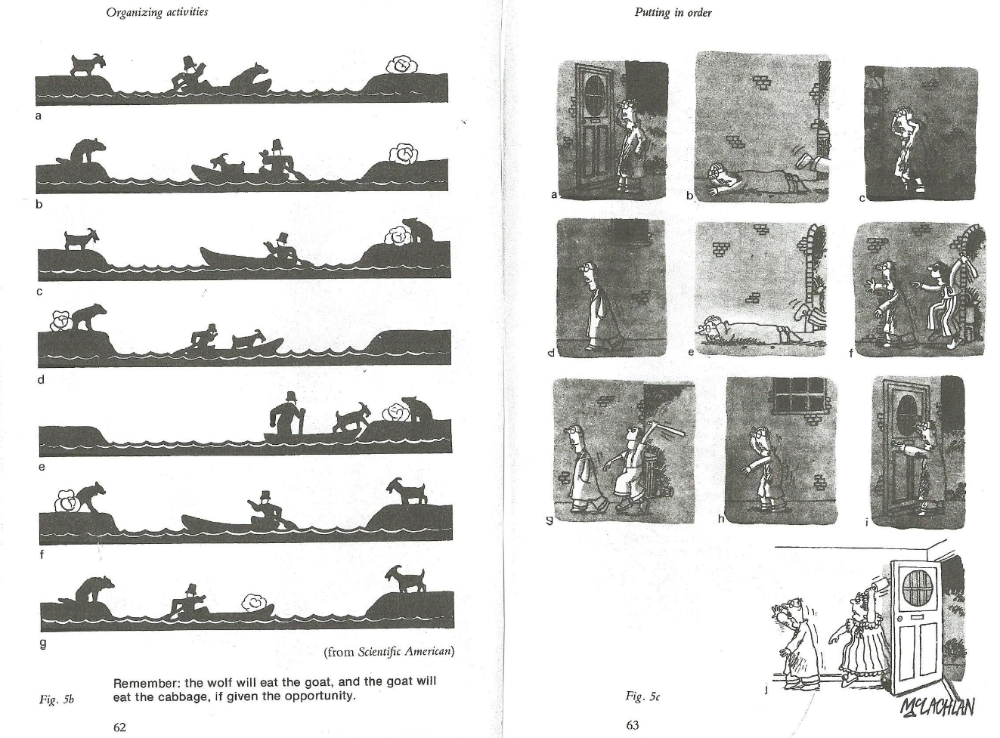 Organizing activities
a
b
c
d
e
f
g
(from Scientific American)
Remember: the wolf will eat the goat, and the goat will
eat the cabbage, if given the opportunity.
Fig. 5b
62
Putting in order
a
b
c
d
e
f
g
h
i
j
McLACHLAN
Fig. 5c
63